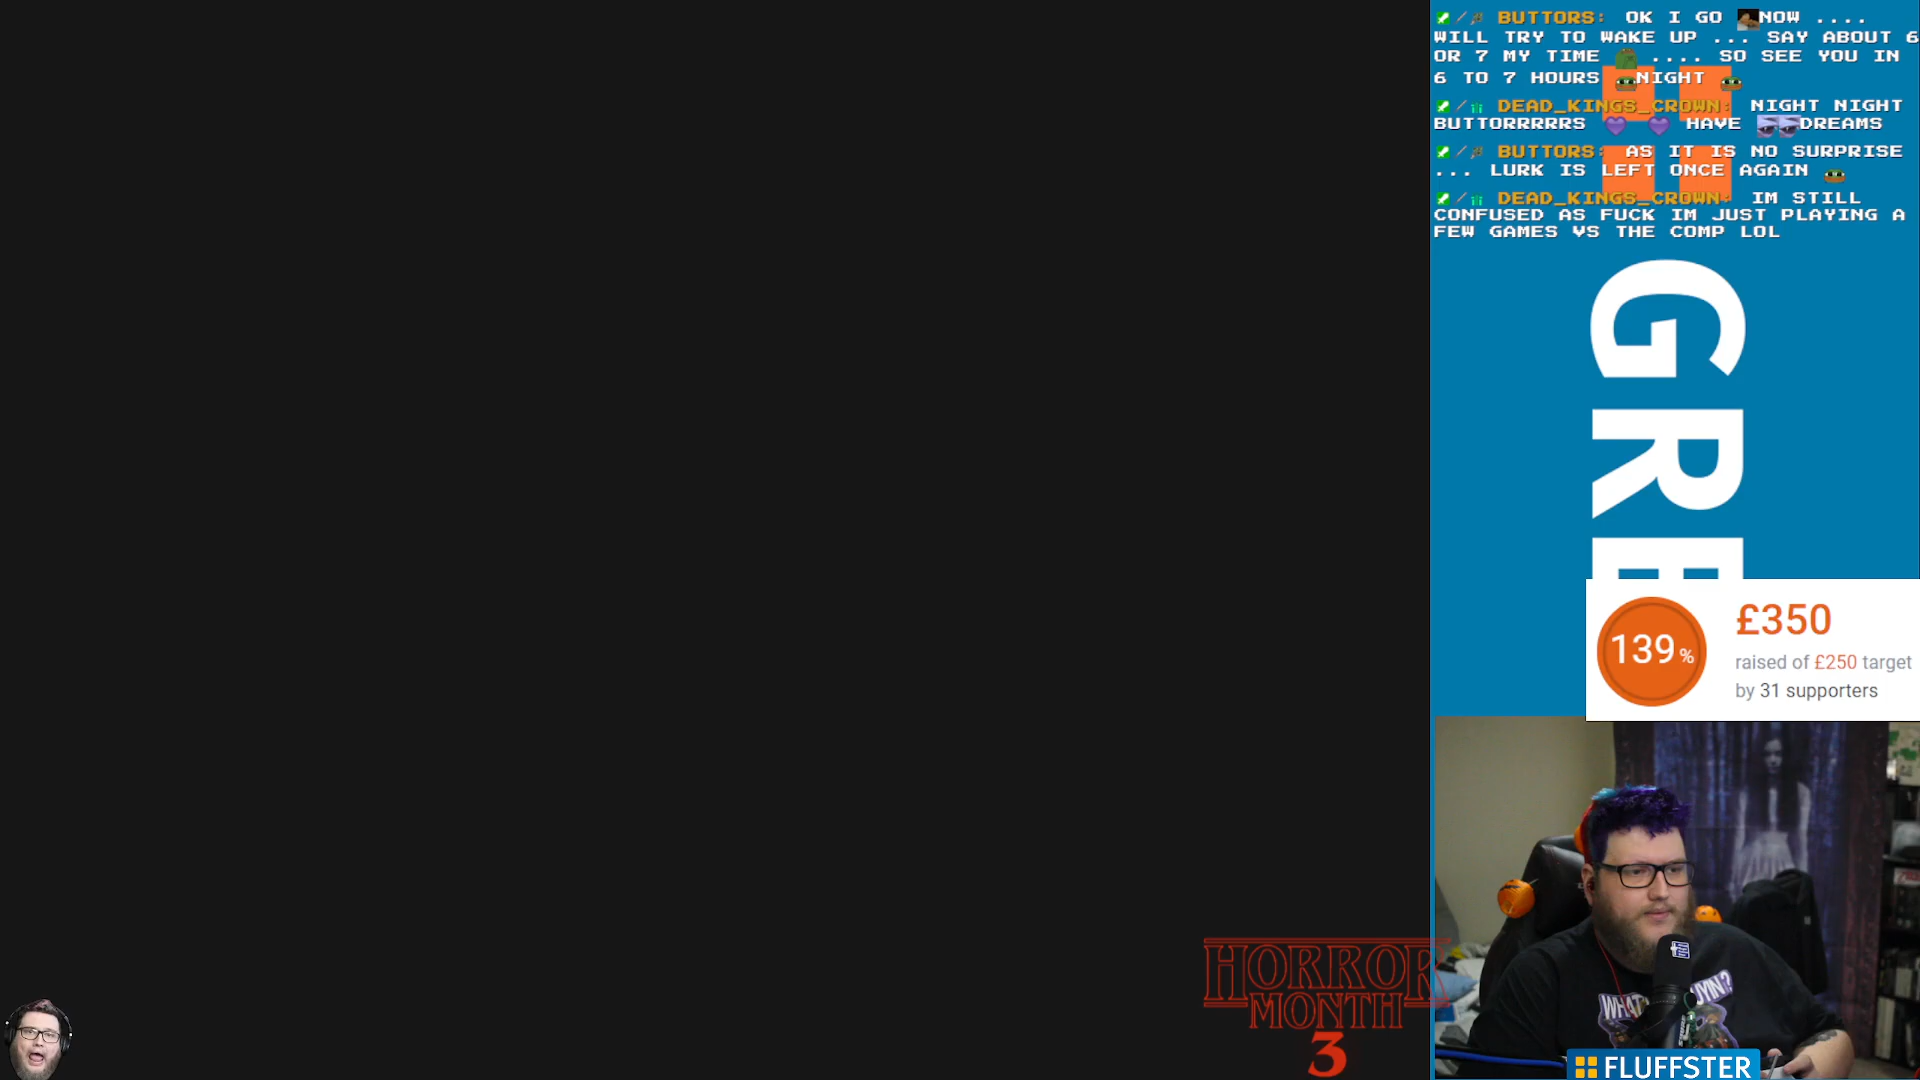 BUTTORS: OK I GO NOW ....
WILL TRY TO WAKE UP ... SAY ABOUT 6
OR 7 MY TIME .... SO SEE YOU IN
6 TO 7 HOURS NIGHT
DEAD_KINGS_CROWN: NIGHT NIGHT
BUTTORRRRRS HAVE DREAMS
BUTTORS: AS IT IS NO SURPRISE
... LURK IS LEFT ONCE AGAIN
DEAD_KINGS_CROWN: IM STILL
CONFUSED AS FUCK IM JUST PLAYING A
FEW GAMES VS THE COMP LOL
GRE
139%
£350
raised of £250 target
by 31 supporters
HORROR
MONTH
3
FLUFFSTER